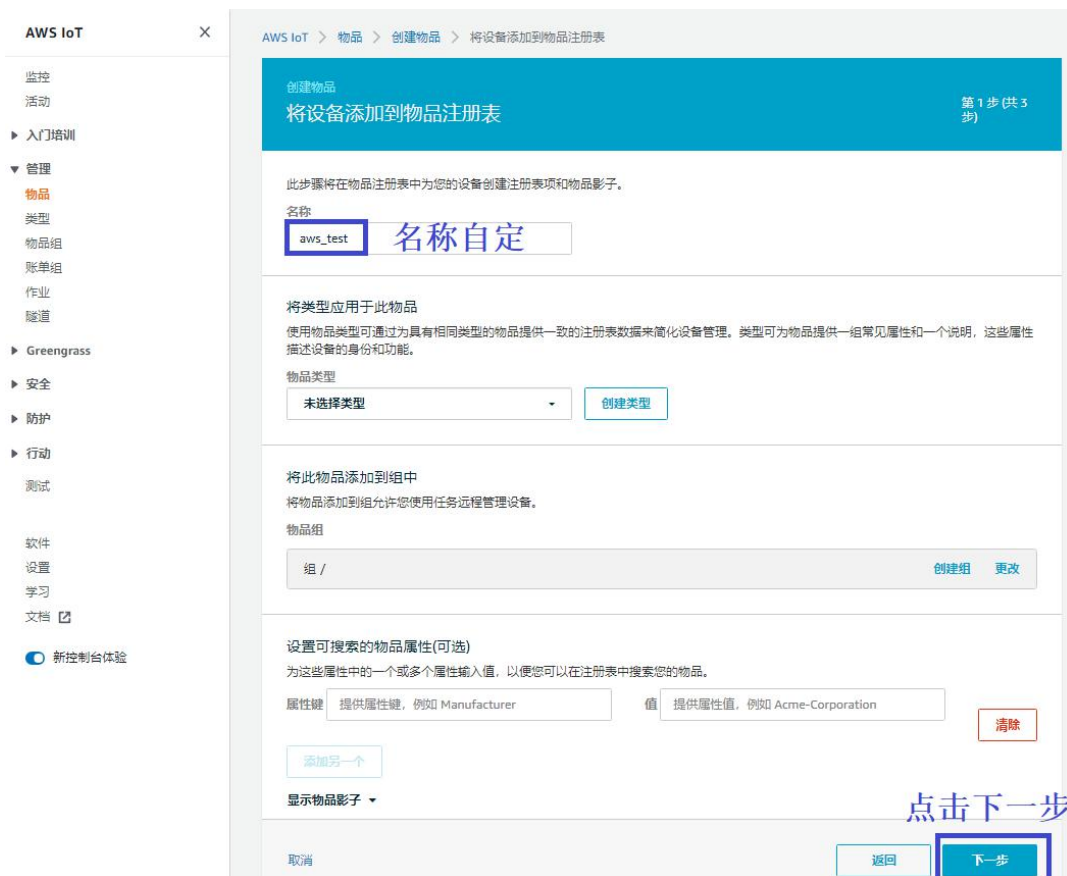 AWS IoT
监控
活动
入门培训
管理
物品
类型
物品组
账单组
作业
隧道
Greengrass
安全
防护
行动
测试
软件
设置
学习
文档
新控制台体验
AWS IoT > 物品 > 创建物品 > 将设备添加到物品注册表
创建物品
将设备添加到物品注册表
第 1 步 (共 3
步)
此步骤将在物品注册表中为您的设备创建注册表项和物品影子。
名称
aws_test
名称自定
将类型应用于此物品
使用物品类型可通过为具有相同类型的物品提供一致的注册表数据来简化设备管理。类型可为物品提供一组常见属性和一个说明，这些属性
描述设备的身份和功能。
物品类型
未选择类型
创建类型
将此物品添加到组中
将物品添加到组允许您使用任务远程管理设备。
物品组
组 /
创建组 更改
设置可搜索的物品属性(可选)
为这些属性中的一个或多个属性输入值，以便您可以在注册表中搜索您的物品。
属性键 提供属性键，例如 Manufacturer
值 提供属性值，例如 Acme-Corporation
清除
添加另一个
显示物品影子
点击下一步
取消
返回
下一步